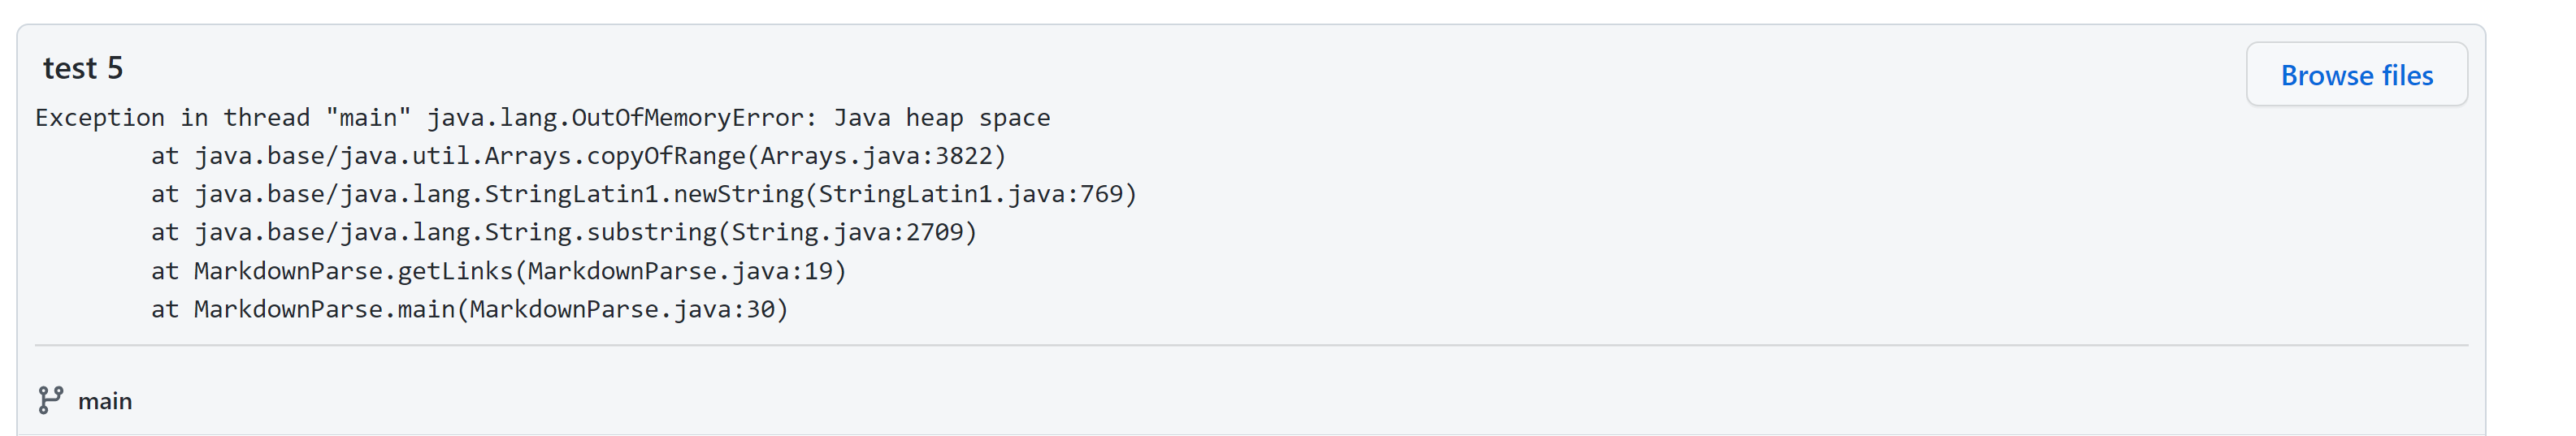 test 5
Browse files
Exception in thread "main" java.lang.OutOfMemoryError: Java heap space
at java.base/java.util.Arrays.copyOfRange(Arrays.java:3822)
at java.base/java.lang.StringLatin1.newString(StringLatin1.java:769)
at java.base/java.lang.String.substring(String.java:2709)
at MarkdownParse.getLinks(MarkdownParse.java:19)
at MarkdownParse.main(MarkdownParse.java:30)
main